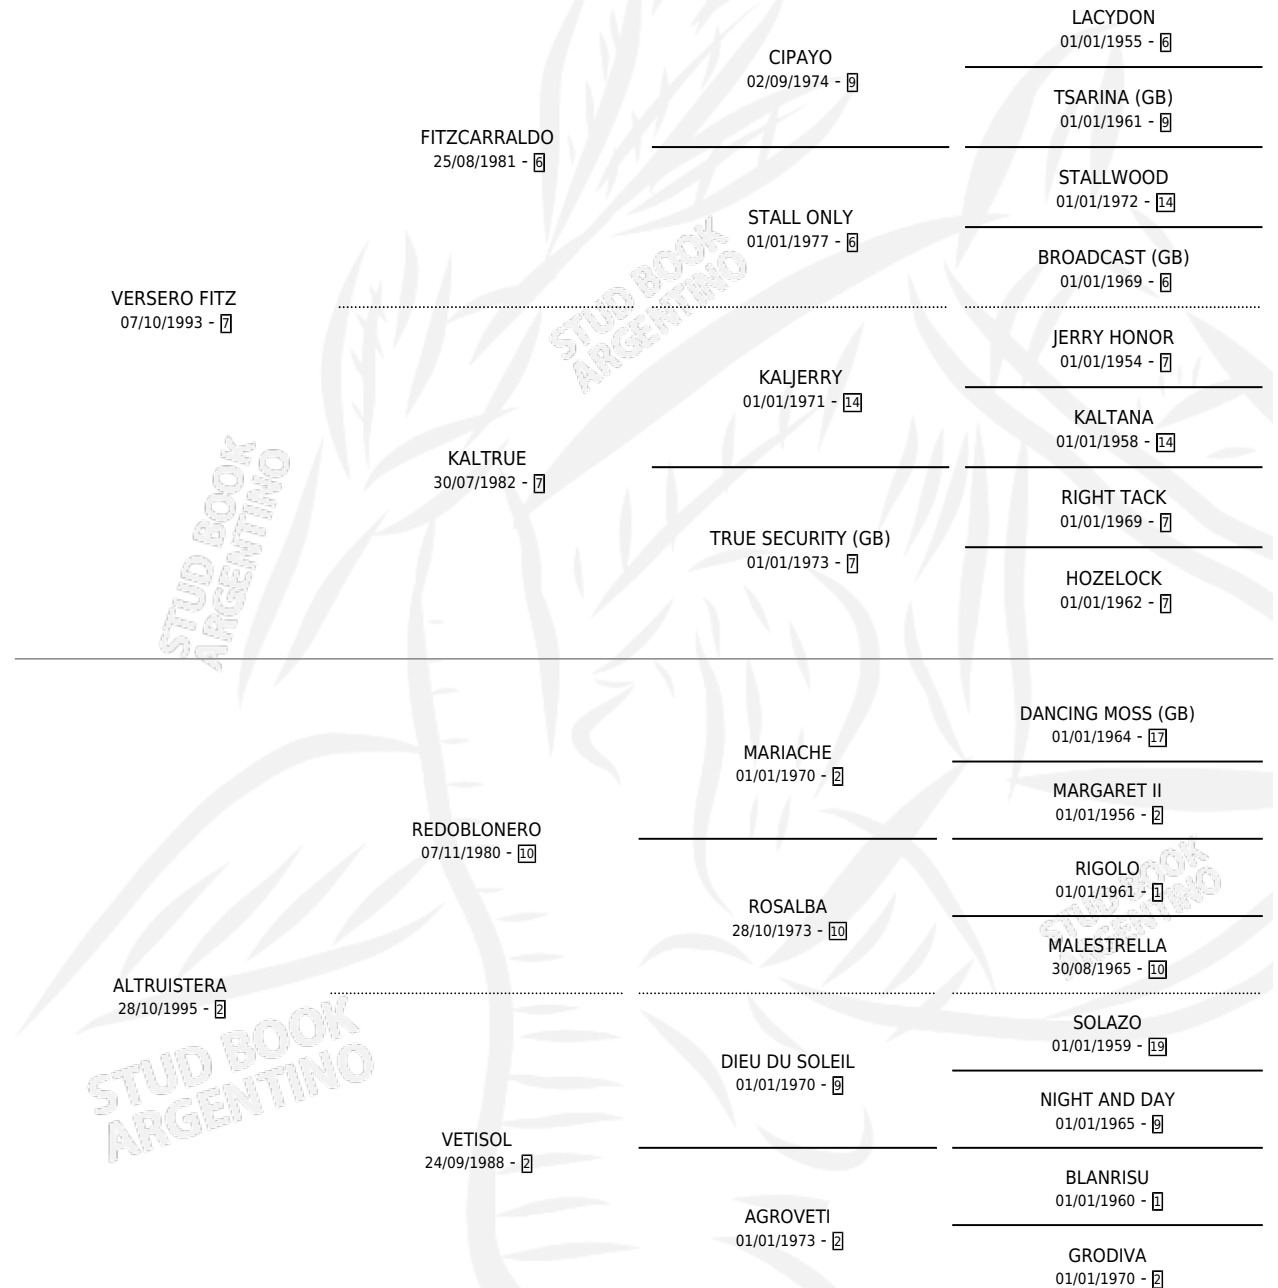 LACYDON
01/01/1955 - 6
CIPAYO
02/09/1974 - 9
TSARINA (GB)
01/01/1961 - 9
FITZCARRALDO
25/08/1981 - 6
STALLWOOD
01/01/1972 - 14
STALL ONLY
01/01/1977 - 6
BROADCAST (GB)
01/01/1969 - 6
VERSERO FITZ
07/10/1993 - 7
JERRY HONOR
01/01/1954 - 7
KALJERRY
01/01/1971 - 14
KALTANA
01/01/1958 - 14
KALTRUE
30/07/1982 - 7
RIGHT TACK
01/01/1969 - 7
TRUE SECURITY (GB)
01/01/1973 - 7
HOZELOCK
01/01/1962 - 7
DANCING MOSS (GB)
01/01/1964 - 17
MARIACHE
01/01/1970 - 2
MARGARET II
01/01/1956 - 2
REDOBLONERO
07/11/1980 - 10
RIGOLO
01/01/1961 - 1
ROSALBA
28/10/1973 - 10
MALESTRELLA
30/08/1965 - 10
ALTRUISTERA
28/10/1995 - 2
SOLAZO
01/01/1959 - 19
DIEU DU SOLEIL
01/01/1970 - 9
NIGHT AND DAY
01/01/1965 - 9
VETISOL
24/09/1988 - 2
BLANRISU
01/01/1960 - 1
AGROVETI
01/01/1973 - 2
GRODIVA
01/01/1970 - 2
STUD BOOK
ARGENTINO
STUD BOOK
ARGENTINO
STUD BOOK
ARGENTINO
STUD BOOK
ARGENTINO